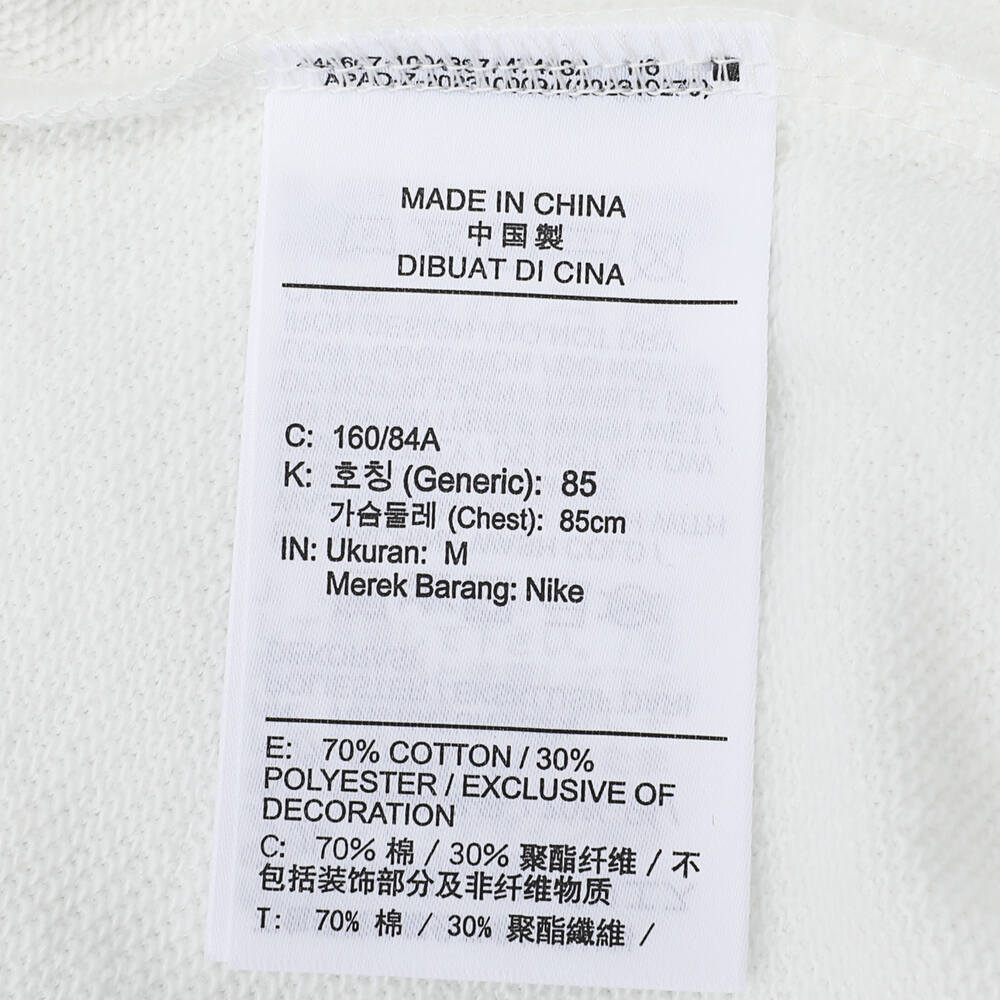 MADE IN CHINA
中国製
DIBUAT DI CINA
C: 160/84A
K: 호칭 (Generic): 85
가슴둘레 (Chest): 85cm
IN: Ukuran: M
Merek Barang: Nike
E: 70% COTTON / 30%
POLYESTER / EXCLUSIVE OF
DECORATION
C: 70% 棉 / 30% 聚酯纤维 / 不
包括装饰部分及非纤维物质
T: 70% 棉 / 30% 聚酯纖維 /